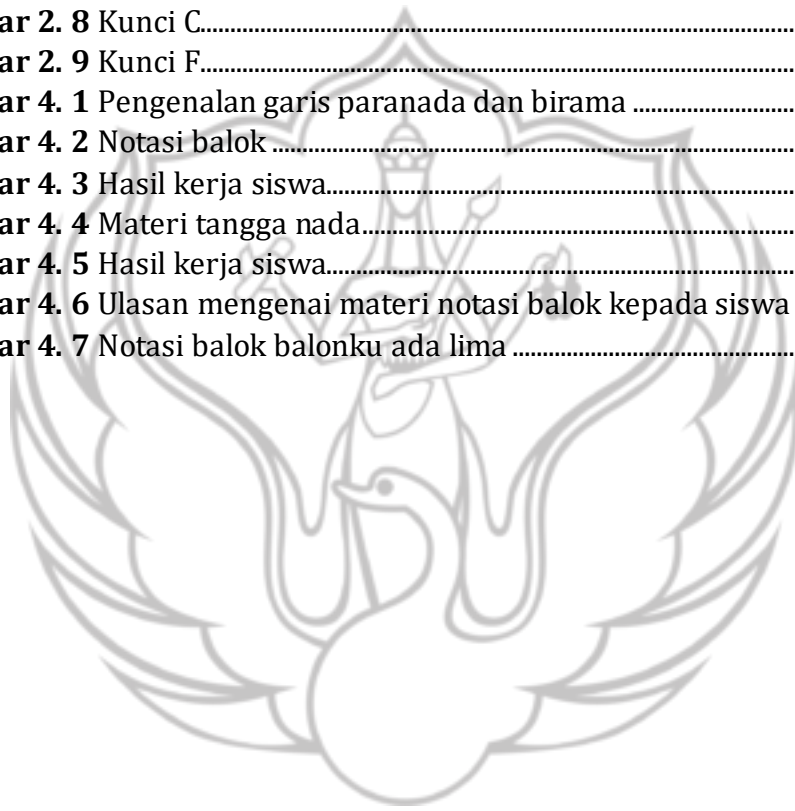 ar 2. 8 Kunci C
ar 2. 9 Kunci F
ar 4. 1 Pengenalan garis paranada dan birama
ar 4. 2 Notasi balok
ar 4. 3 Hasil kerja siswa
ar 4. 4 Materi tangga nada
ar 4. 5 Hasil kerja siswa
ar 4. 6 Ulasan mengenai materi notasi balok kepada siswa
ar 4. 7 Notasi balok balonku ada lima